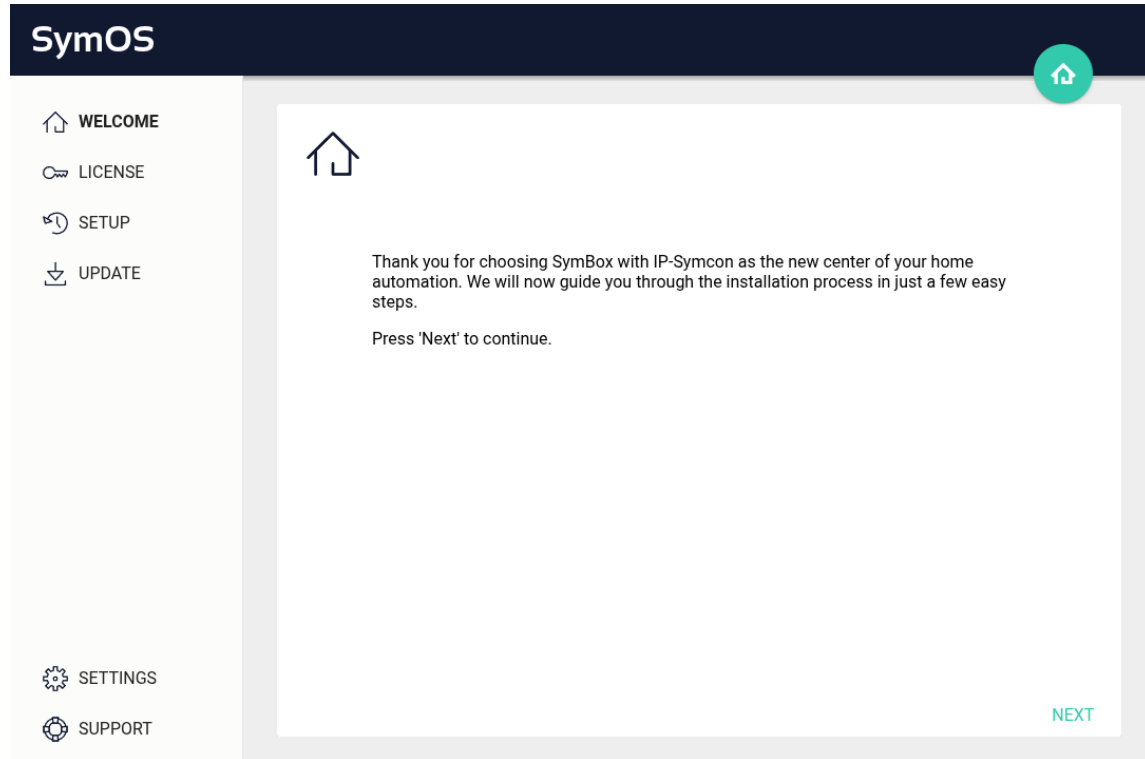 SymOS
WELCOME
LICENSE
SETUP
UPDATE
Thank you for choosing SymBox with IP-Symcon as the new center of your home
automation. We will now guide you through the installation process in just a few easy
steps.
Press 'Next' to continue.
SETTINGS
SUPPORT
NEXT